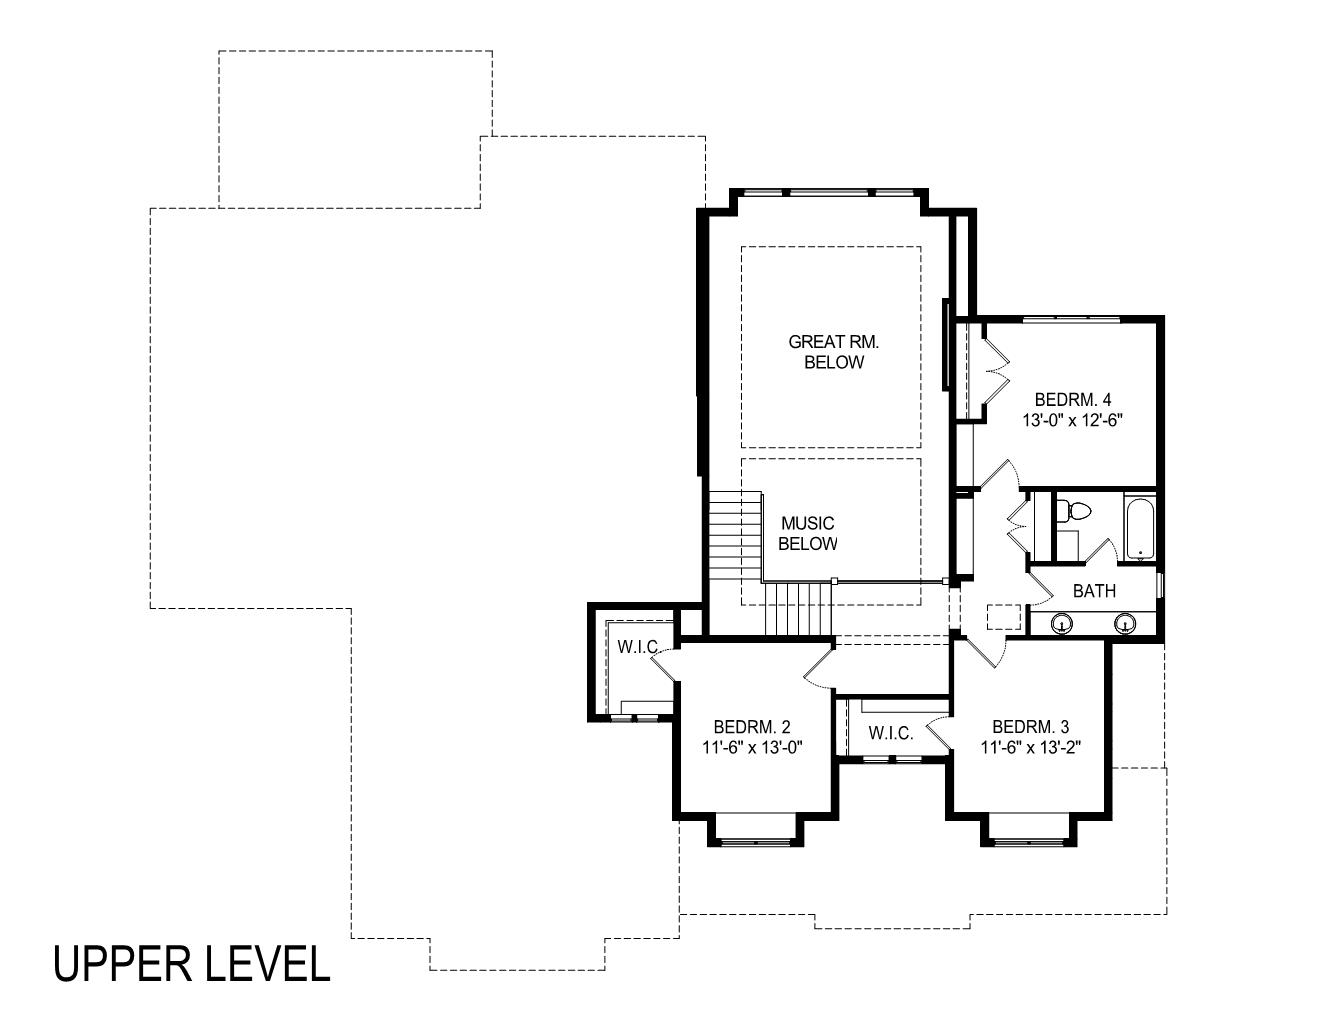 GREAT RM.
BELOW
BEDRM. 4
13'-0" x 12'-6"
MUSIC
BELOW
BATH
W.I.C.
BEDRM. 2
11'-6" x 13'-0"
W.I.C.
BEDRM. 3
11'-6" x 13'-2"
UPPER LEVEL